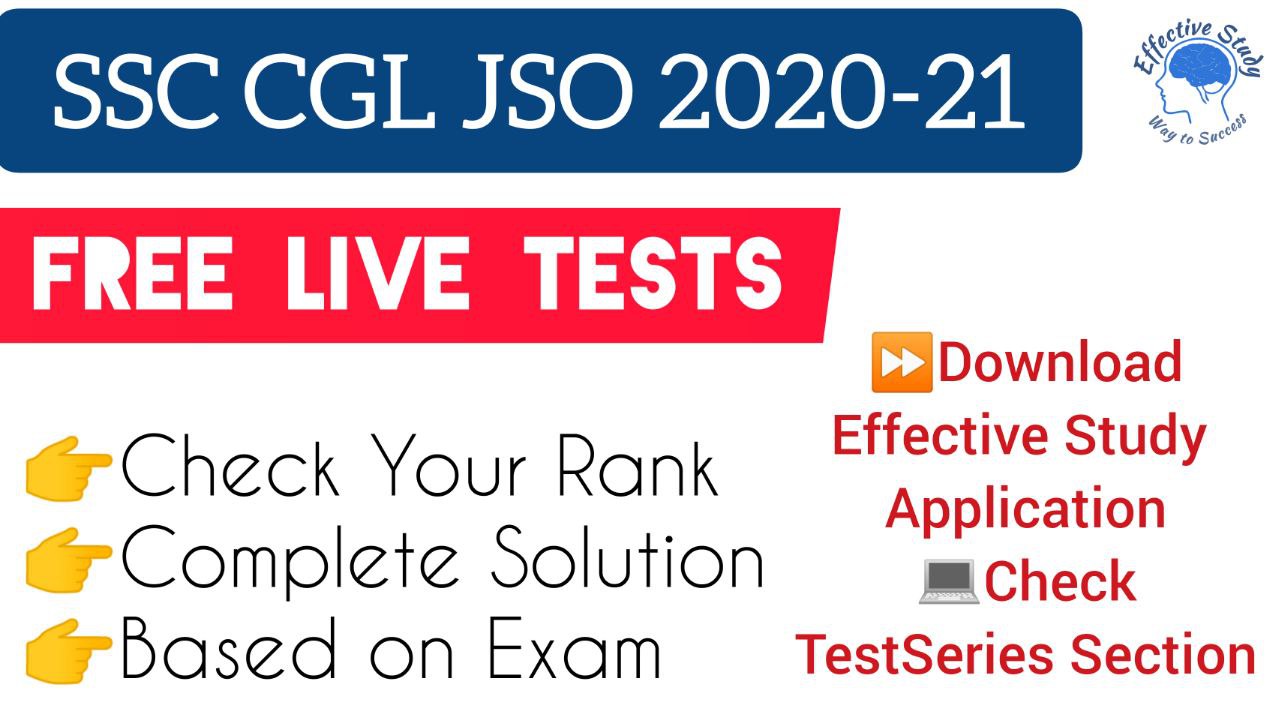 SSC CGL JSO 2020-21
Effective Study
Way to Success
FREE LIVE TESTS
⏩Download
Effective Study
Application
💻Check
TestSeries Section
👉Check Your Rank
👉Complete Solution
👉Based on Exam